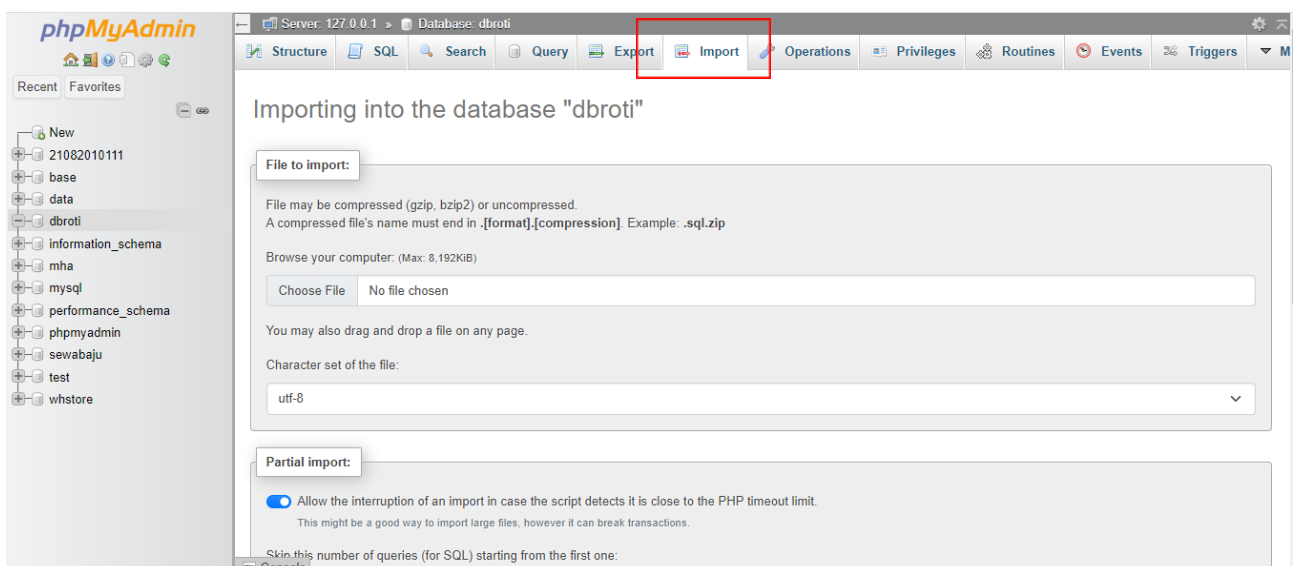 phpMyAdmin
Recent Favorites
New
21082010111
base
data
dbroti
information_schema
mha
mysql
performance_schema
phpmyadmin
sewabaju
test
whstore
Server: 127.0.0.1 » Database: dbroti
Structure SQL Search Query Export Import Operations Privileges Routines Events Triggers M
Importing into the database "dbroti"
File to import:
File may be compressed (gzip, bzip2) or uncompressed.
A compressed file's name must end in .[format].[compression]. Example: .sql.zip
Browse your computer: (Max: 8,192KiB)
Choose File No file chosen
You may also drag and drop a file on any page.
Character set of the file:
utf-8
Partial import:
Allow the interruption of an import in case the script detects it is close to the PHP timeout limit.
This might be a good way to import large files, however it can break transactions.
Skip this number of queries (for SQL) starting from the first one:
Console